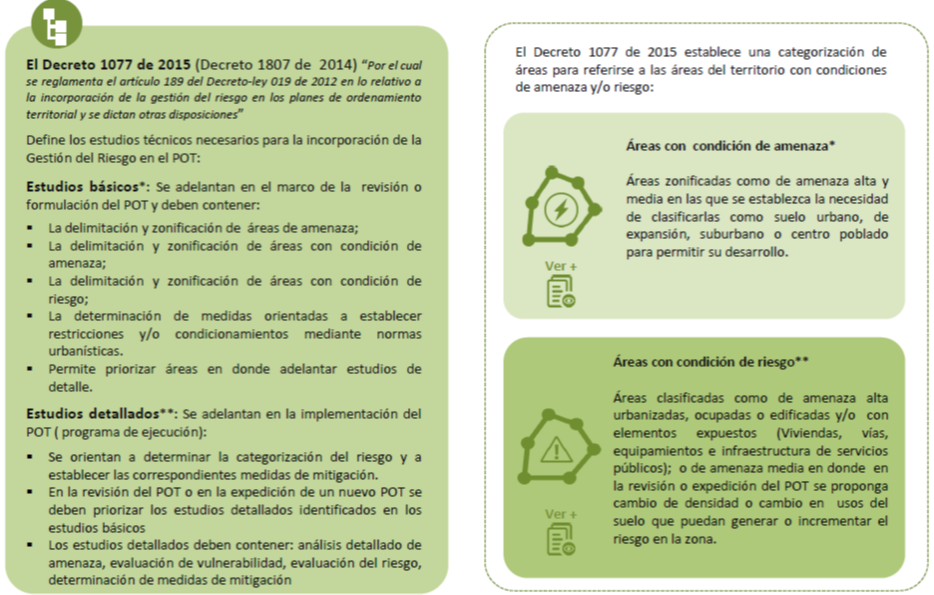 El Decreto 1077 de 2015 (Decreto 1807 de 2014) “Por el cual
se reglamenta el artículo 189 del Decreto-ley 019 de 2012 en lo relativo a
la incorporación de la gestión del riesgo en los planes de ordenamiento
territorial y se dictan otras disposiciones”
Define los estudios técnicos necesarios para la incorporación de la
Gestión del Riesgo en el POT:
Estudios básicos*: Se adelantan en el marco de la revisión o
formulación del POT y deben contener:
▪ La delimitación y zonificación de áreas de amenaza;
▪ La delimitación y zonificación de áreas con condición de
amenaza;
▪ La delimitación y zonificación de áreas con condición de
riesgo;
▪ La determinación de medidas orientadas a establecer
restricciones y/o condicionamientos mediante normas
urbanísticas.
▪ Permite priorizar áreas en donde adelantar estudios de
detalle.
Estudios detallados**: Se adelantan en la implementación del
POT ( programa de ejecución):
▪ Se orientan a determinar la categorización del riesgo y a
establecer las correspondientes medidas de mitigación.
▪ En la revisión del POT o en la expedición de un nuevo POT se
deben priorizar los estudios detallados identificados en los
estudios básicos
▪ Los estudios detallados deben contener: análisis detallado de
amenaza, evaluación de vulnerabilidad, evaluación del riesgo,
determinación de medidas de mitigación
El Decreto 1077 de 2015 establece una categorización de
áreas para referirse a las áreas del territorio con condiciones
de amenaza y/o riesgo:
Áreas con condición de amenaza*
Áreas zonificadas como de amenaza alta y
media en las que se establezca la necesidad
de clasificarlas como suelo urbano, de
expansión, suburbano o centro poblado
para permitir su desarrollo.
Ver +
Áreas con condición de riesgo**
Áreas clasificadas como de amenaza alta
urbanizadas, ocupadas o edificadas y/o con
elementos expuestos (Viviendas, vías,
equipamientos e infraestructura de servicios
públicos); o de amenaza media en donde en
la revisión o expedición del POT se proponga
cambio de densidad o cambio en usos del
suelo que puedan generar o incrementar el
riesgo en la zona.
Ver +